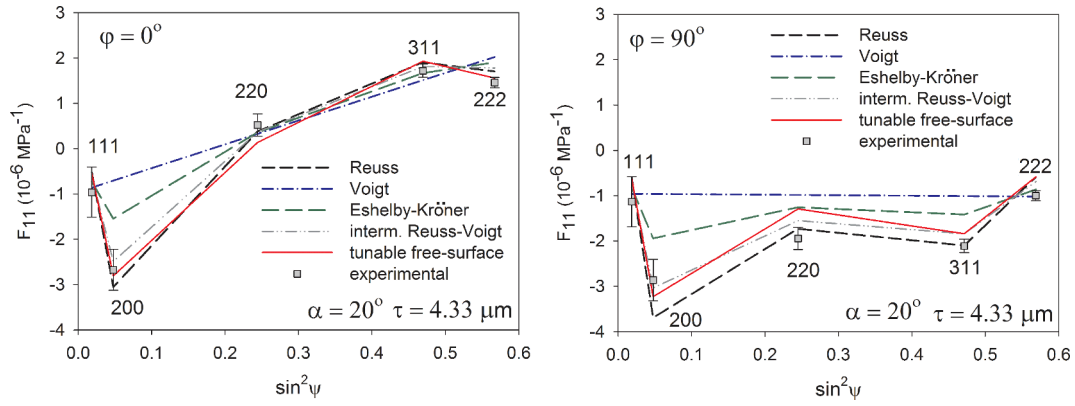 φ = 0°
3
2
1
0
-1
-2
-3
-4
F11 (10-6 MPa-1)
111
200
220
311
222
Reuss
Voigt
Eshelby-Kröner
interm. Reuss-Voigt
tunable free-surface
experimental
α = 20° τ = 4.33 μm
0.0 0.1 0.2 0.3 0.4 0.5 0.6
sin2ψ
φ = 90°
3
2
1
0
-1
-2
-3
-4
F11 (10-6 MPa-1)
Reuss
Voigt
Eshelby-Kröner
interm. Reuss-Voigt
tunable free-surface
experimental
111
200
220
311
222
α = 20° τ = 4.33 μm
0.0 0.1 0.2 0.3 0.4 0.5 0.6
sin2ψ